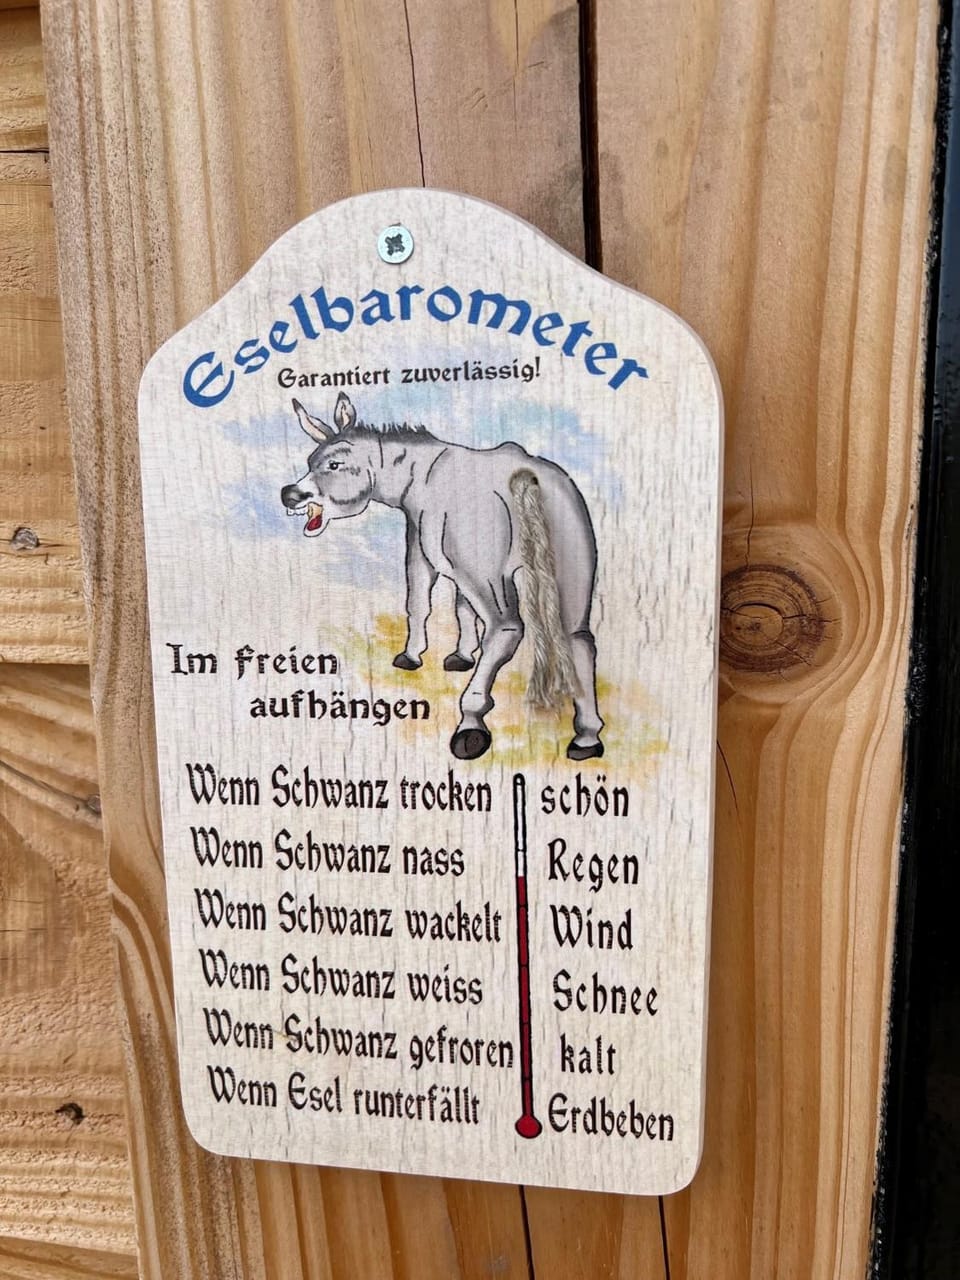 Eselbarometer
Garantiert zuverlässig!
Im Freien
aufhängen
Wenn Schwanz trocken schön
Wenn Schwanz nass Regen
Wenn Schwanz wackelt Wind
Wenn Schwanz weiss Schnee
Wenn Schwanz gefroren kalt
Wenn Esel runterfällt Erdbeben